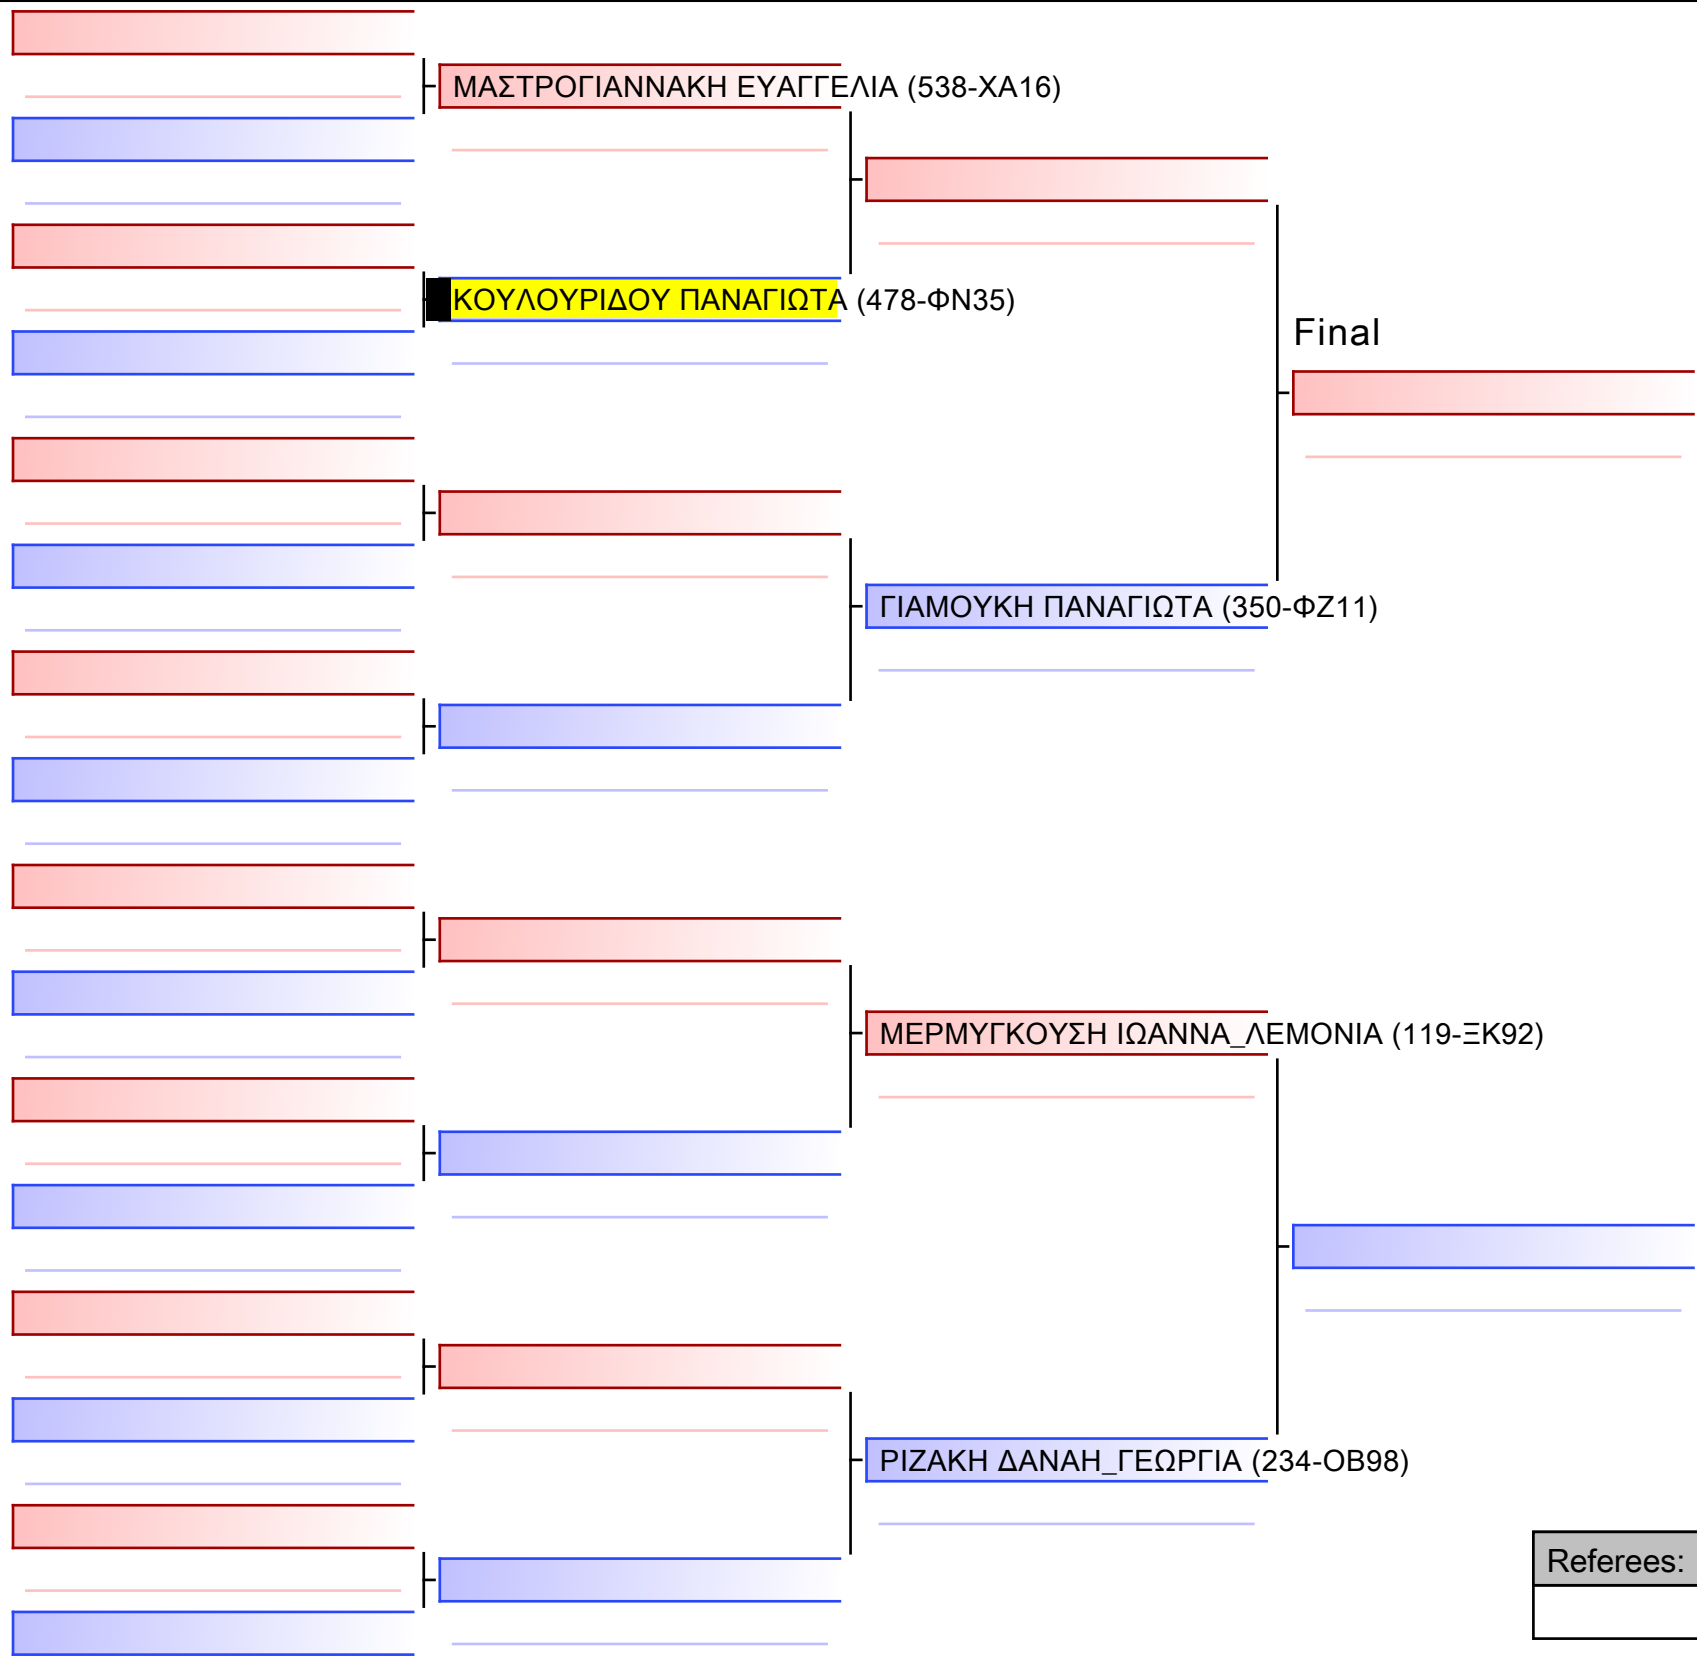 ΜΑΣΤΡΟΓΙΑΝΝΑΚΗ ΕΥΑΓΓΕΛΙΑ (538-ΧΑ16)
ΚΟΥΛΟΥΡΙΔΟΥ ΠΑΝΑΓΙΩΤΑ (478-ΦΝ35)
Final
ΓΙΑΜΟΥΚΗ ΠΑΝΑΓΙΩΤΑ (350-ΦΖ11)
ΜΕΡΜΥΓΚΟΥΣΗ ΙΩΑΝΝΑ_ΛΕΜΟΝΙΑ (119-ΞΚ92)
ΡΙΖΑΚΗ ΔΑΝΑΗ_ΓΕΩΡΓΙΑ (234-ΟΒ98)
Referees: